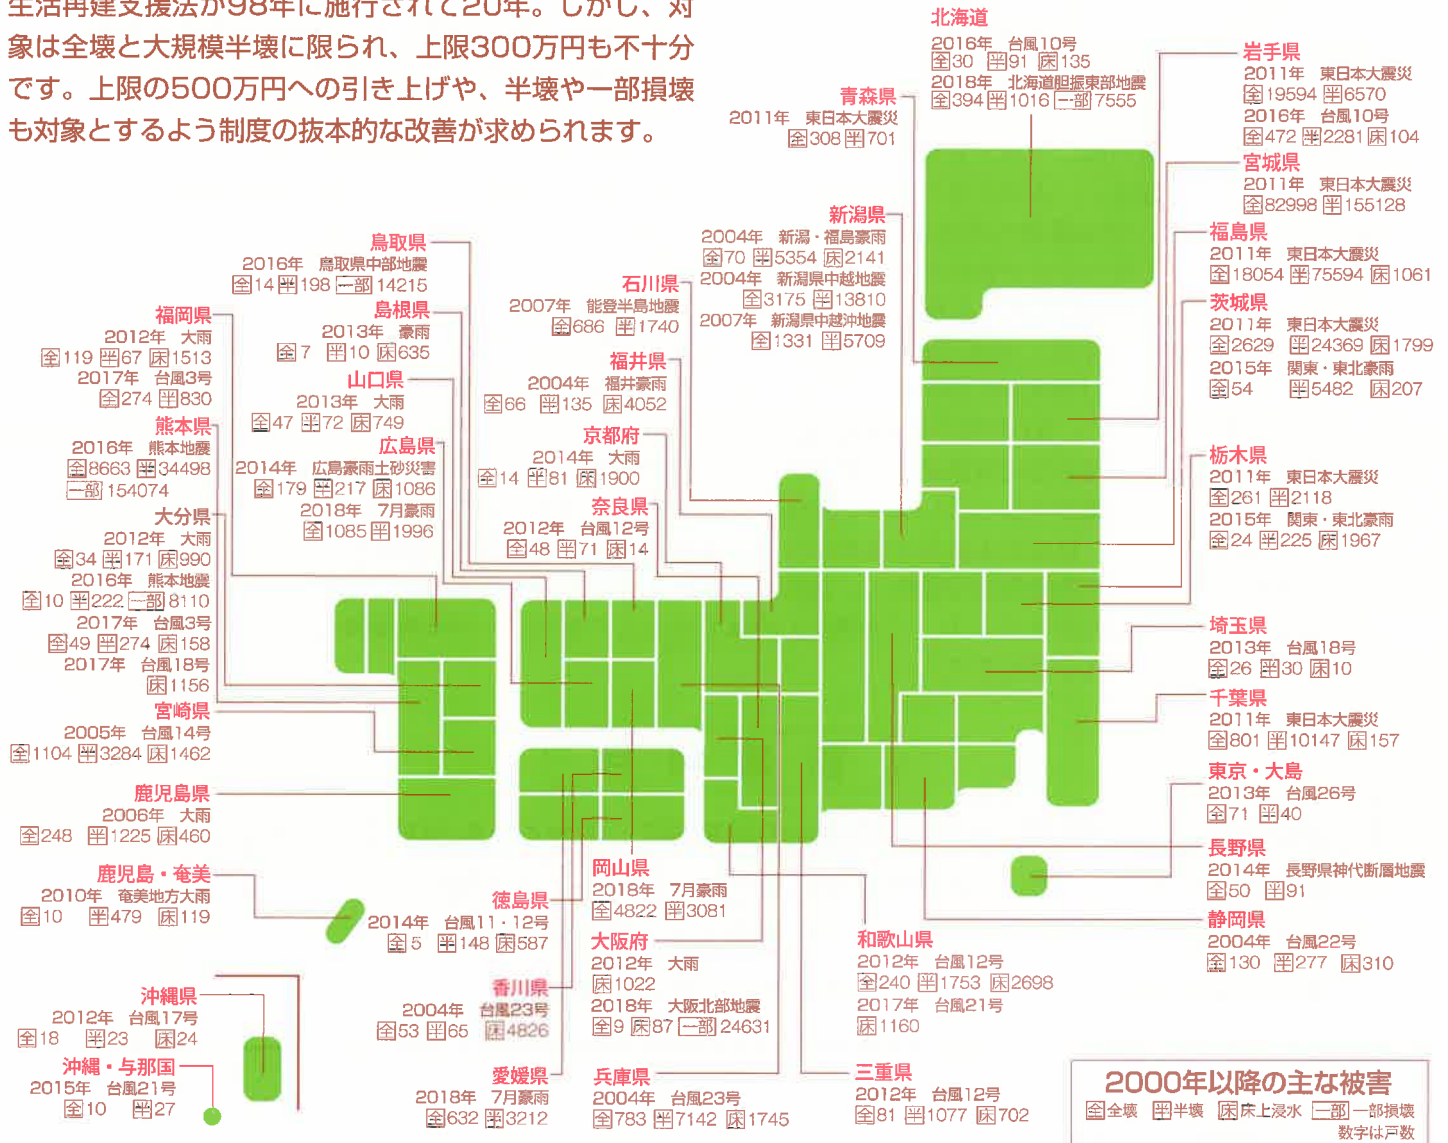 生活再建支援法が98年に施行されて20年。しかし、対
象は全壊と大規模半壊に限られ、上限300万円も不十分
です。上限の500万円への引き上げや、半壊や一部損壊
も対象とするよう制度の抜本的な改善が求められます。
北海道
2016年 台風10号
全30 半91 床135
2018年 北海道胆振東部地震
全394 半1016 一部7555
青森県
2011年 東日本大震災
全308 半701
岩手県
2011年 東日本大震災
全19594 半6570
2016年 台風10号
全472 半2281 床104
宮城県
2011年 東日本大震災
全82998 半155128
福島県
2011年 東日本大震災
全18054 半75594 床1061
茨城県
2011年 東日本大震災
全2629 半24369 床1799
2015年 関東・東北豪雨
全54 半5482 床207
栃木県
2011年 東日本大震災
全261 半2118
2015年 関東・東北豪雨
全24 半225 床1967
埼玉県
2013年 台風18号
全26 半30 床10
千葉県
2011年 東日本大震災
全801 半10147 床157
東京・大島
2013年 台風26号
全71 半40
長野県
2014年 長野県神代断層地震
全50 半91
静岡県
2004年 台風22号
全130 半277 床310
新潟県
2004年 新潟・福島豪雨
全70 半5354 床2141
2004年 新潟県中越地震
全3175 半13810
2007年 新潟県中越沖地震
全1331 半5709
石川県
2007年 能登半島地震
全686 半1740
福井県
2004年 福井豪雨
全66 半135 床4052
京都府
2014年 大雨
全14 半81 床1900
奈良県
2012年 台風12号
全48 半71 床14
鳥取県
2016年 鳥取県中部地震
全14 半198 一部14215
島根県
2013年 豪雨
全7 半10 床635
山口県
2013年 大雨
全47 半72 床749
広島県
2014年 広島豪雨土砂災害
全179 半217 床1086
2018年 7月豪雨
全1085 半1996
福岡県
2012年 大雨
全119 半67 床1513
2017年 台風3号
全274 半830
熊本県
2016年 熊本地震
全8663 半34498
一部154074
大分県
2012年 大雨
全34 半171 床990
2016年 熊本地震
全10 半222 一部8110
2017年 台風3号
全49 半274 床158
2017年 台風18号
床1156
宮崎県
2005年 台風14号
全1104 半3284 床1462
鹿児島県
2006年 大雨
全248 半1225 床460
鹿児島・奄美
2010年 奄美地方大雨
全10 半479 床119
沖縄県
2012年 台風17号
全18 半23 床24
沖縄・与那国
2015年 台風21号
全10 半27
徳島県
2014年 台風11・12号
全5 半148 床587
香川県
2004年 台風23号
全53 半65 床4826
愛媛県
2018年 7月豪雨
全632 半3212
岡山県
2018年 7月豪雨
全4822 半3081
大阪府
2012年 大雨
床1022
2018年 大阪北部地震
全9 床87 一部24631
兵庫県
2004年 台風23号
全783 半7142 床1745
和歌山県
2012年 台風12号
全240 半1753 床2698
2017年 台風21号
床1160
三重県
2012年 台風12号
全81 半1077 床702
2000年以降の主な被害
全全壊 半半壊 床床上浸水 一部一部損壊
数字は戸数